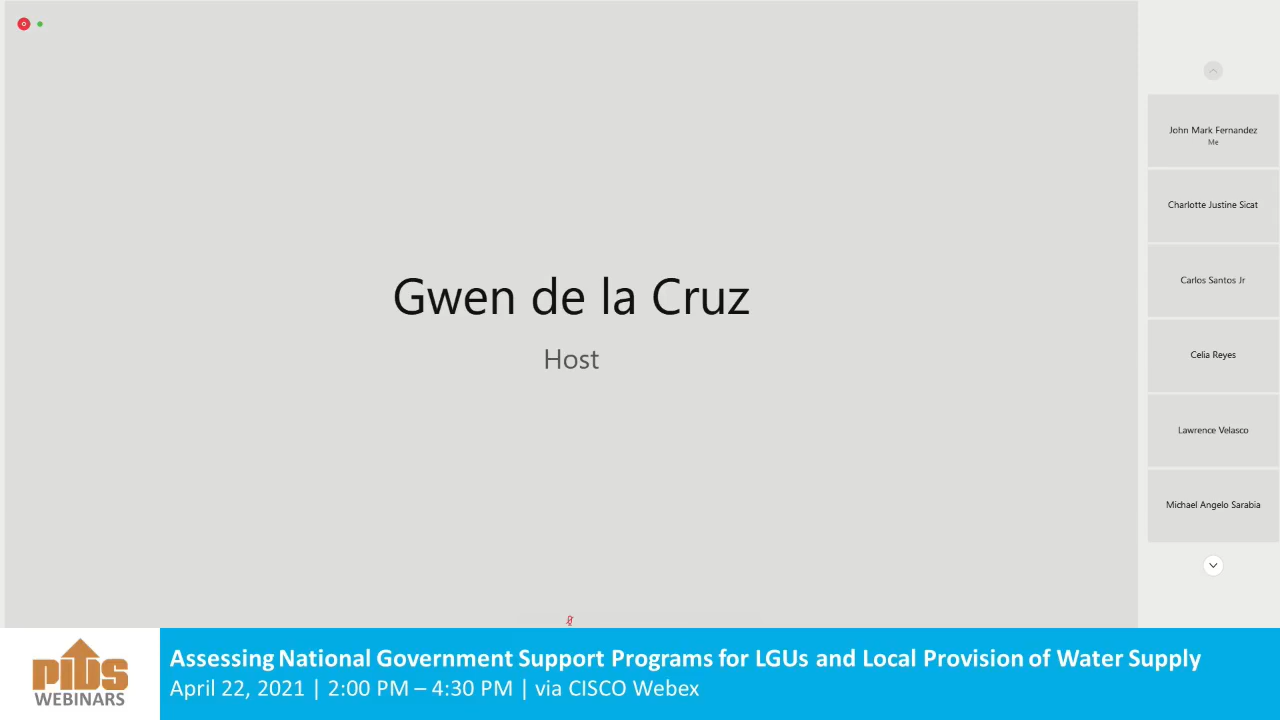 Gwen de la Cruz
Host
John Mark Fernandez
Me
Charlotte Justine Sicat
Carlos Santos Jr
Celia Reyes
Lawrence Velasco
Michael Angelo Sarabia
PIDS
WEBINARS
Assessing National Government Support Programs for LGUs and Local Provision of Water Supply
April 22, 2021 | 2:00 PM – 4:30 PM | via CISCO Webex